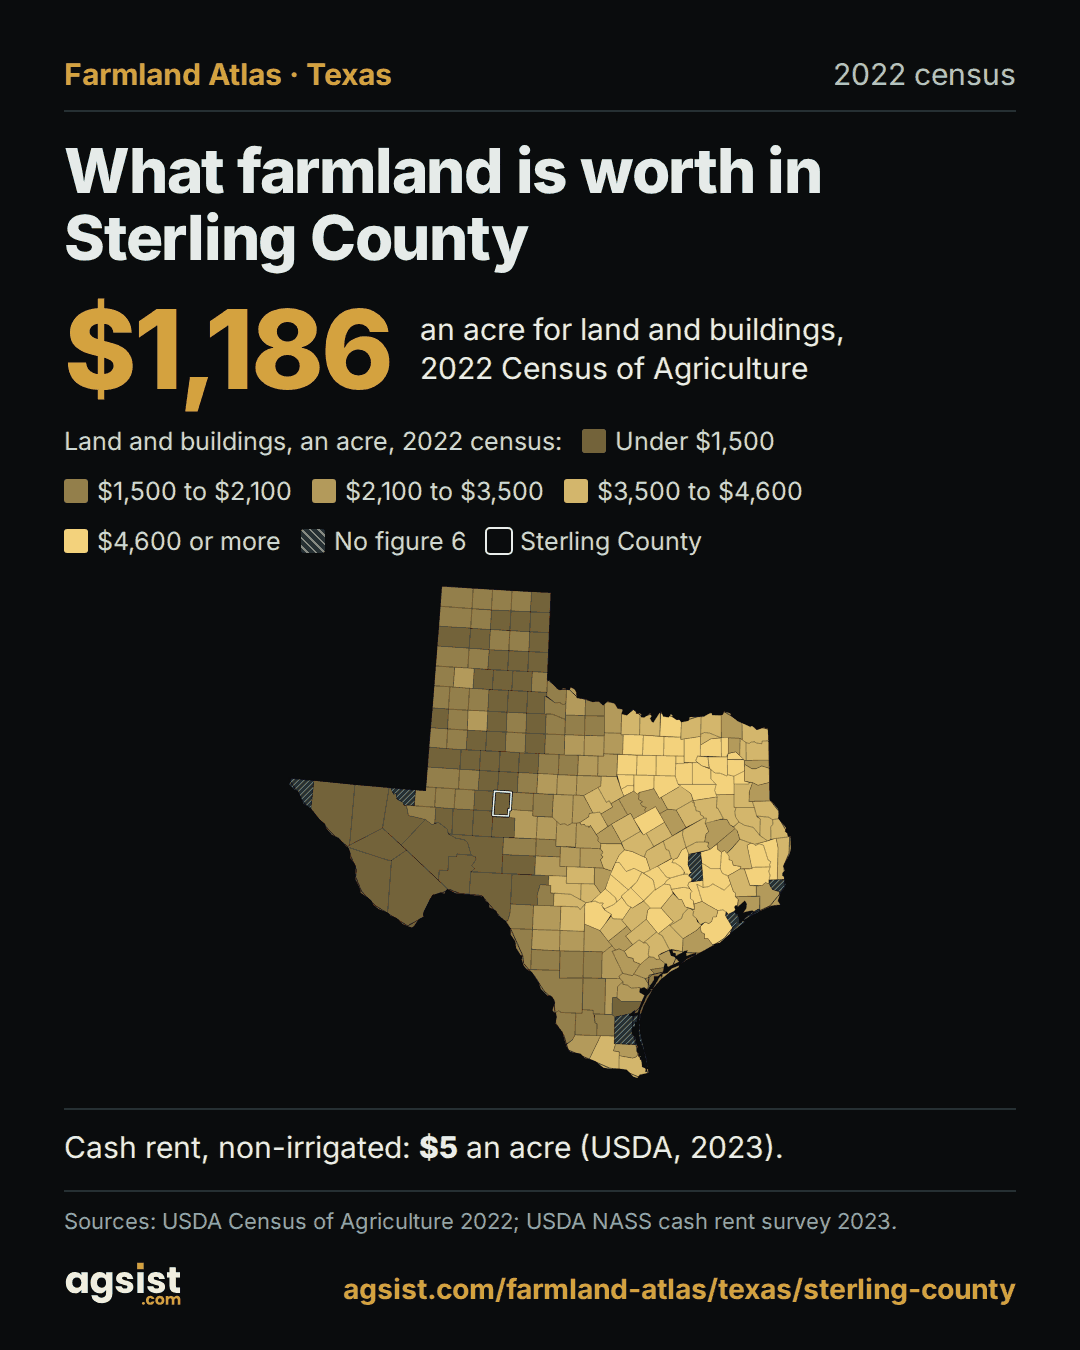 Farmland Atlas · Texas
2022 census
What farmland is worth in
Sterling County
$1,186
an acre for land and buildings,
2022 Census of Agriculture
Land and buildings, an acre, 2022 census: Under $1,500
$1,500 to $2,100 $2,100 to $3,500 $3,500 to $4,600
$4,600 or more No figure 6 Sterling County
Cash rent, non-irrigated: $5 an acre (USDA, 2023).
Sources: USDA Census of Agriculture 2022; USDA NASS cash rent survey 2023.
agsist
.com
agsist.com/farmland-atlas/texas/sterling-county